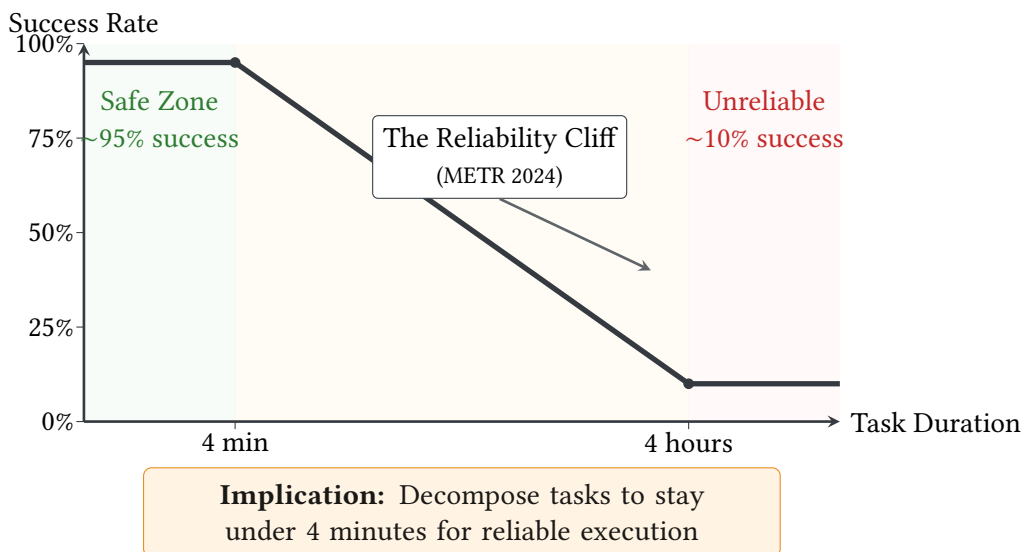 Success Rate
100%
Safe Zone
Unreliable
75%
~95% success
The Reliability Cliff
~10% success
(METR 2024)
50%
25%
0%
Task Duration
4 min
4 hours
Implication: Decompose tasks to stay
under 4 minutes for reliable execution